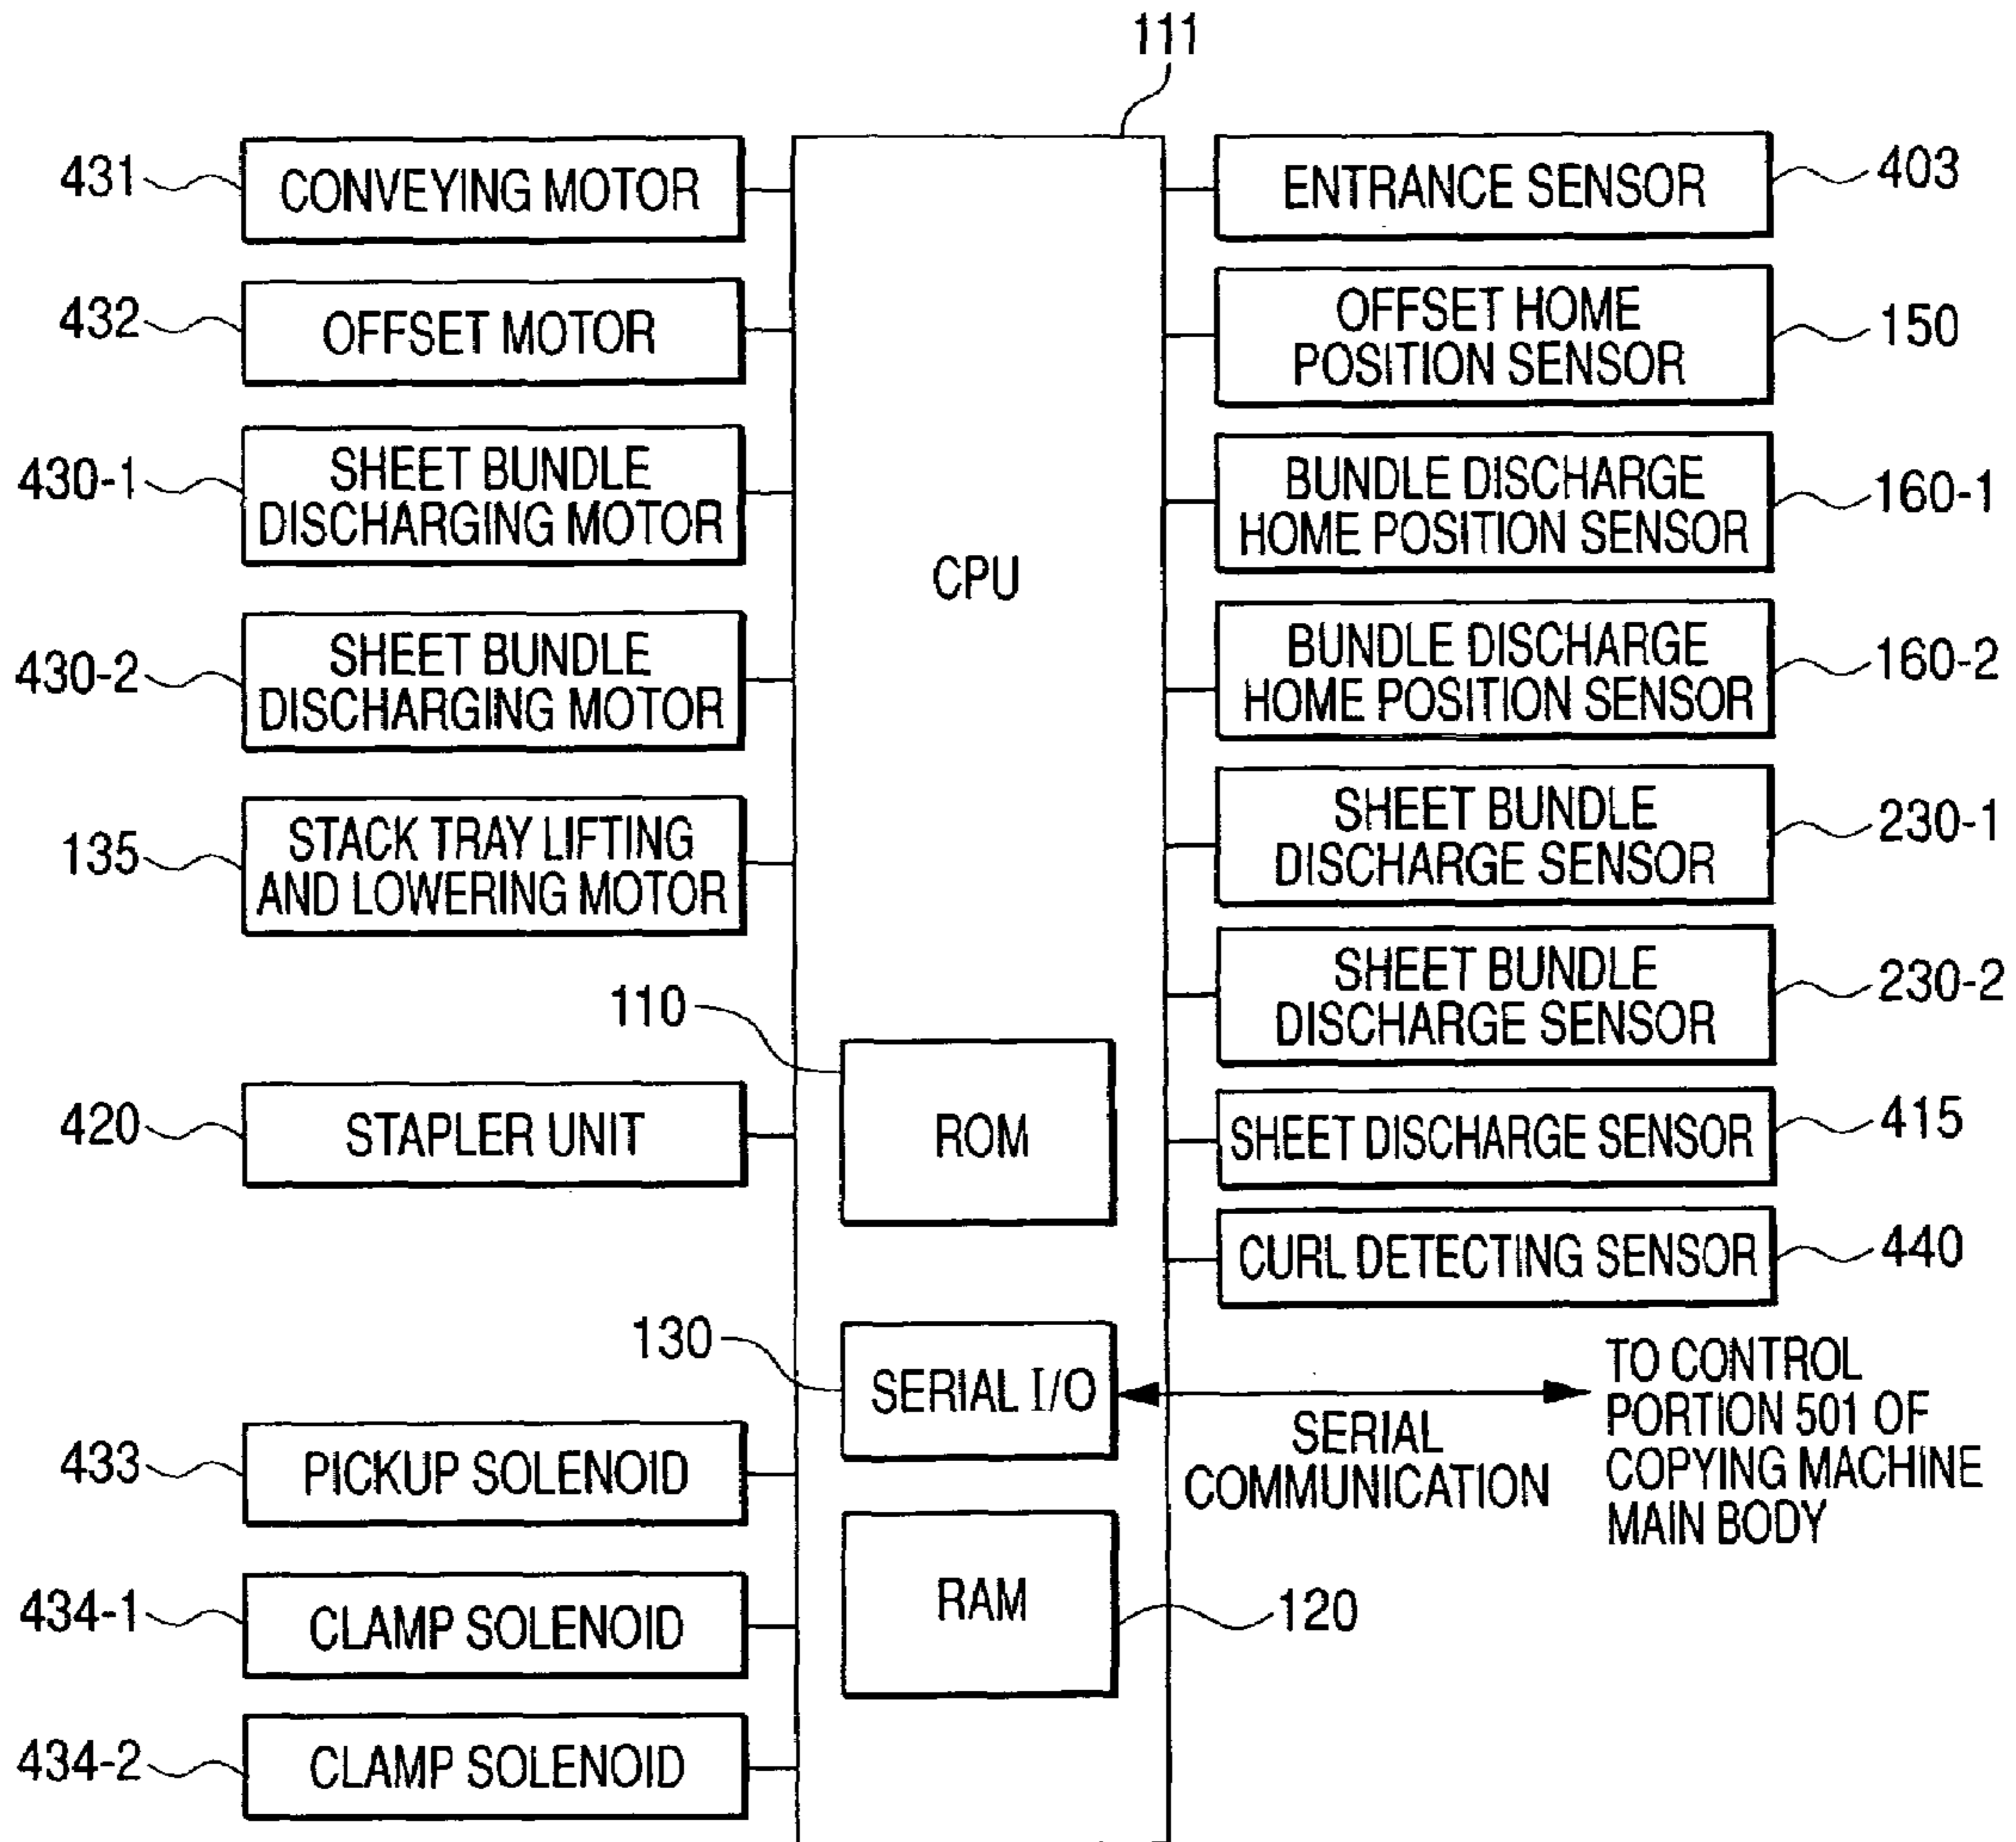 111
431
CONVEYING MOTOR
432
OFFSET MOTOR
430-1
SHEET BUNDLE
DISCHARGING MOTOR
430-2
SHEET BUNDLE
DISCHARGING MOTOR
135
STACK TRAY LIFTING
AND LOWERING MOTOR
420
STAPLER UNIT
433
PICKUP SOLENOID
434-1
CLAMP SOLENOID
434-2
CLAMP SOLENOID
CPU
110
ROM
130
SERIAL I/O
RAM
120
ENTRANCE SENSOR
403
OFFSET HOME
POSITION SENSOR
150
BUNDLE DISCHARGE
HOME POSITION SENSOR
160-1
BUNDLE DISCHARGE
HOME POSITION SENSOR
160-2
SHEET BUNDLE
DISCHARGE SENSOR
230-1
SHEET BUNDLE
DISCHARGE SENSOR
230-2
SHEET DISCHARGE SENSOR
415
CURL DETECTING SENSOR
440
SERIAL
COMMUNICATION
TO CONTROL
PORTION 501 OF
COPYING MACHINE
MAIN BODY